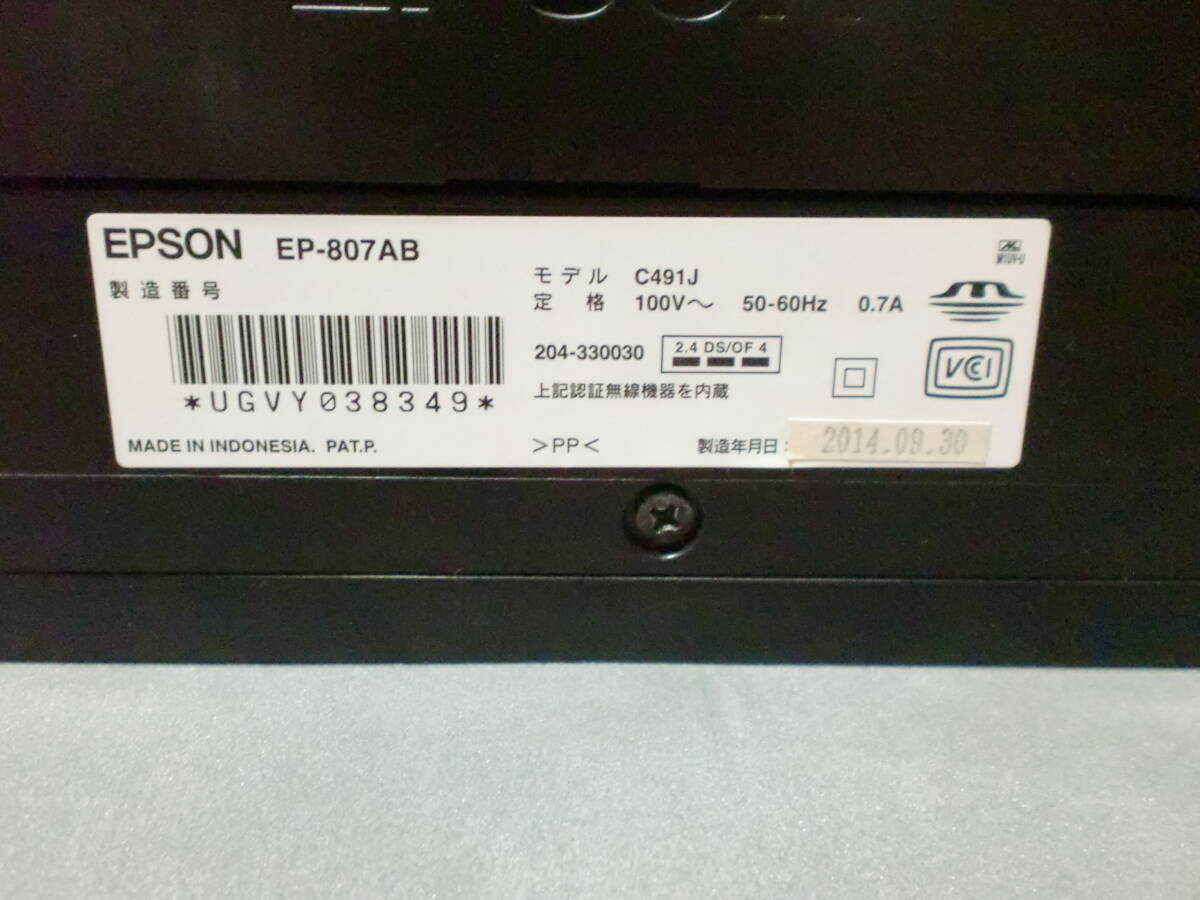 EPSON
EPSON EP-807AB
製造番号
*UGVY038349*
MADE IN INDONESIA. PAT.P.
モデル C491J
定格 100V～ 50-60Hz 0.7A
204-330030 2.4 DS/OF 4
上記認証無線機器を内蔵
>PP<
製造年月日: 2014.09.30
VCCI